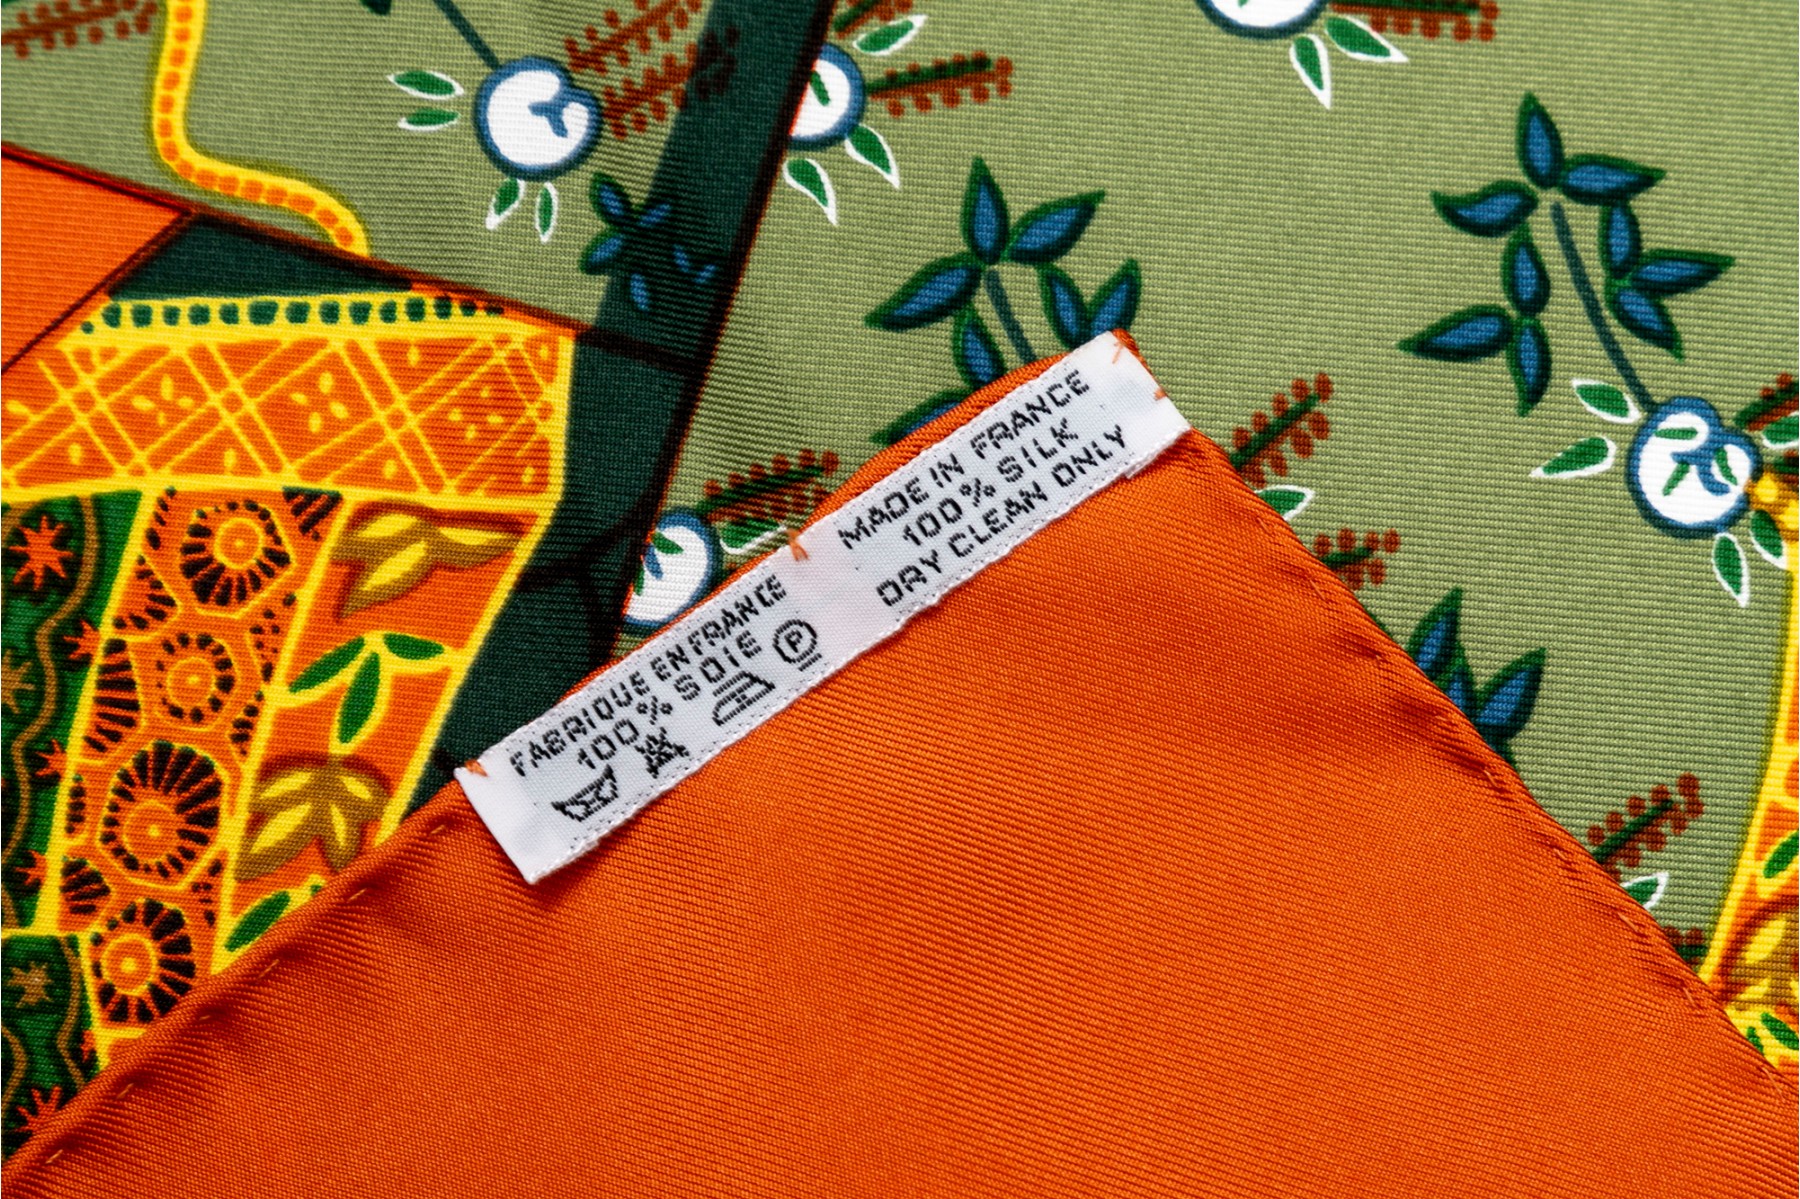 FABRIQUE EN FRANCE
100% SOIE
P
MADE IN FRANCE
100% SILK
DRY CLEAN ONLY